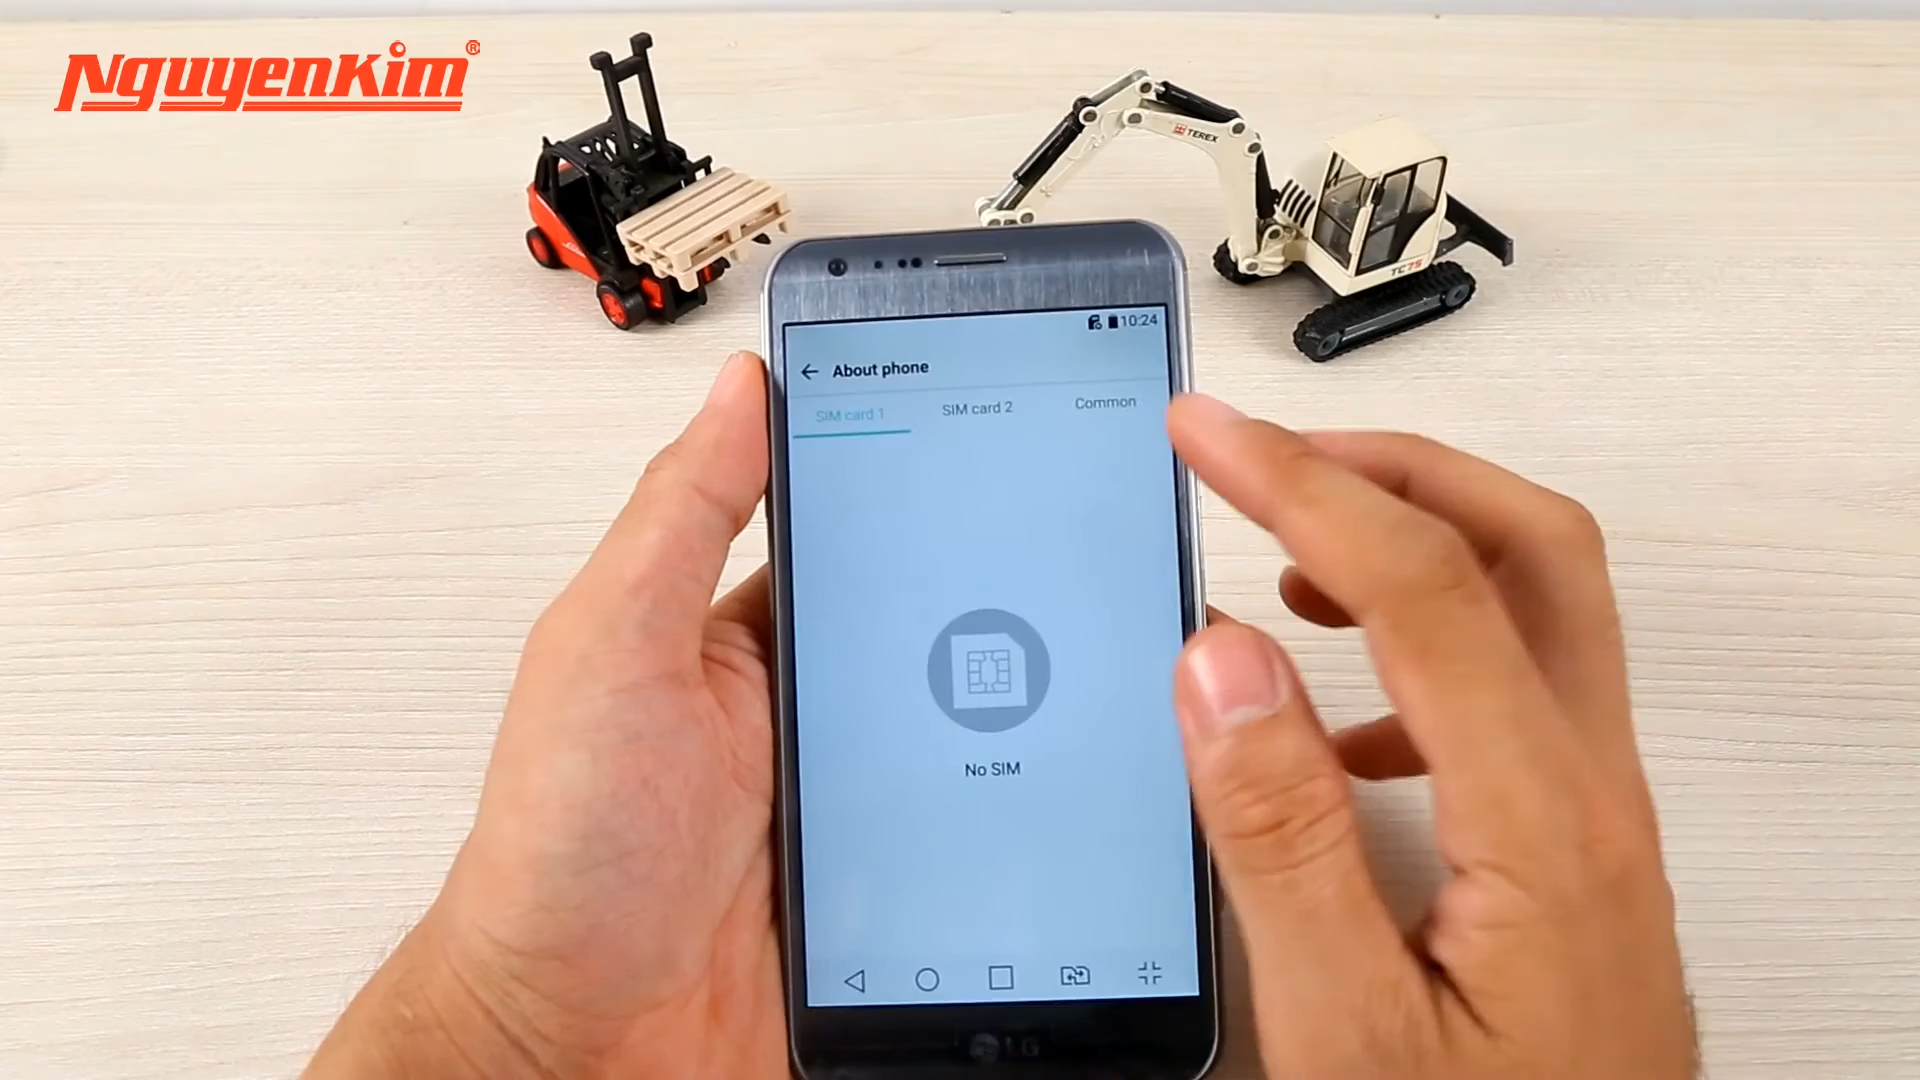 NguyenKim®
TEREX
TC75
10:24
About phone
SIM card 1
SIM card 2
Common
No SIM
LG